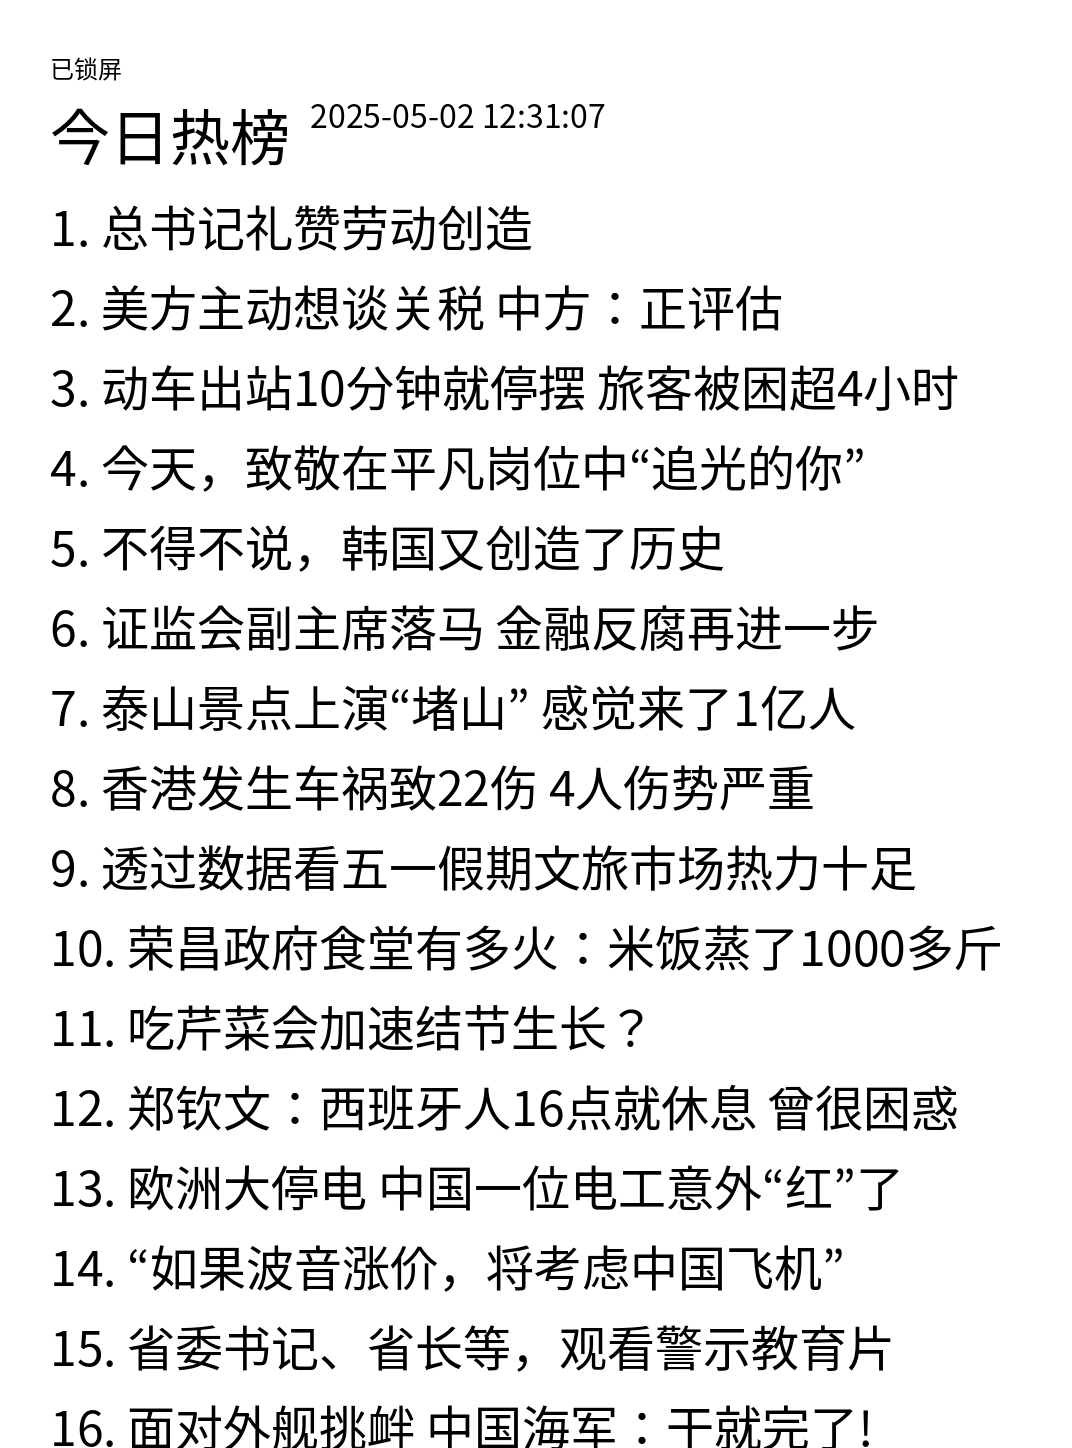 已锁屏
今日热榜 2025-05-02 12:31:07
1. 总书记礼赞劳动创造
2. 美方主动想谈关税 中方：正评估
3. 动车出站10分钟就停摆 旅客被困超4小时
4. 今天，致敬在平凡岗位中“追光的你”
5. 不得不说，韩国又创造了历史
6. 证监会副主席落马 金融反腐再进一步
7. 泰山景点上演“堵山” 感觉来了1亿人
8. 香港发生车祸致22伤 4人伤势严重
9. 透过数据看五一假期文旅市场热力十足
10. 荣昌政府食堂有多火：米饭蒸了1000多斤
11. 吃芹菜会加速结节生长？
12. 郑钦文：西班牙人16点就休息 曾很困惑
13. 欧洲大停电 中国一位电工意外“红”了
14. “如果波音涨价，将考虑中国飞机”
15. 省委书记、省长等，观看警示教育片
16. 面对外舰挑衅 中国海军：干就完了!